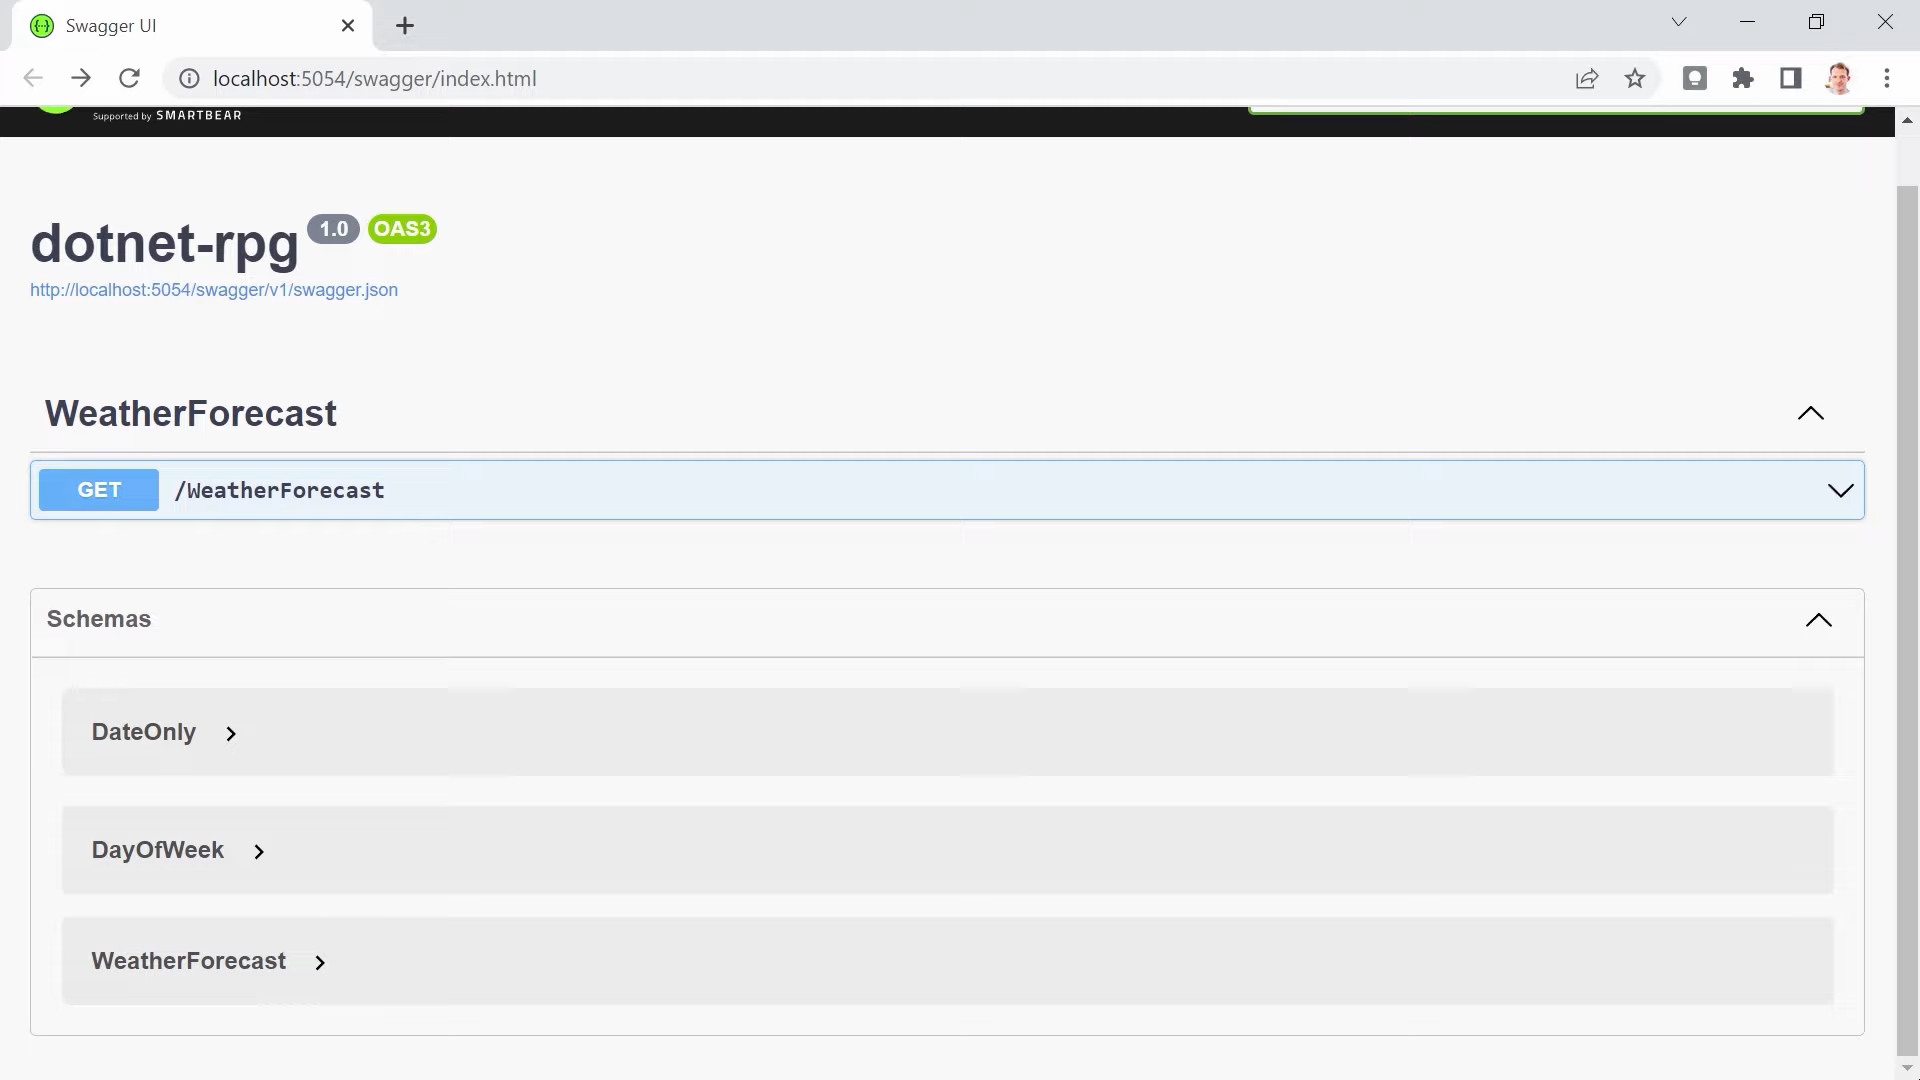 Swagger UI
localhost:5054/swagger/index.html
Supported by SMARTBEAR
dotnet-rpg 1.0 OAS3
http://localhost:5054/swagger/v1/swagger.json
WeatherForecast
GET /WeatherForecast
Schemas
DateOnly
DayOfWeek
WeatherForecast